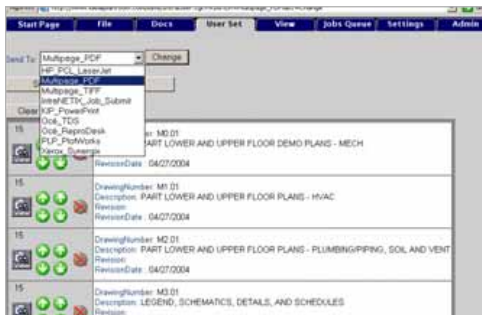 Start Page File Docs User Set View Jobs Queue Settings Admin
Send To: Multipage_PDF Change
HP_PCL_LaserJet
Multipage_PDF
Multipage_TIFF
IntraNETIX_Job_Submit
KIP_PowerPrint
Océ_TDS
Océ_ReproDesk
PLP_PlotWorks
Xerox_Synergix
Clear
15
er: M0.01
PART LOWER AND UPPER FLOOR DEMO PLANS - MECH
RevisionDate : 04/27/2004
15
DrawingNumber: M1.01
Description: PART LOWER AND UPPER FLOOR PLANS - HVAC
Revision:
RevisionDate : 04/27/2004
15
DrawingNumber: M2.01
Description: PART LOWER AND UPPER FLOOR PLANS - PLUMBING/PIPING, SOIL AND VENT
Revision:
RevisionDate : 04/27/2004
15
DrawingNumber: M3.01
Description: LEGEND, SCHEMATICS, DETAILS, AND SCHEDULES
Revision: